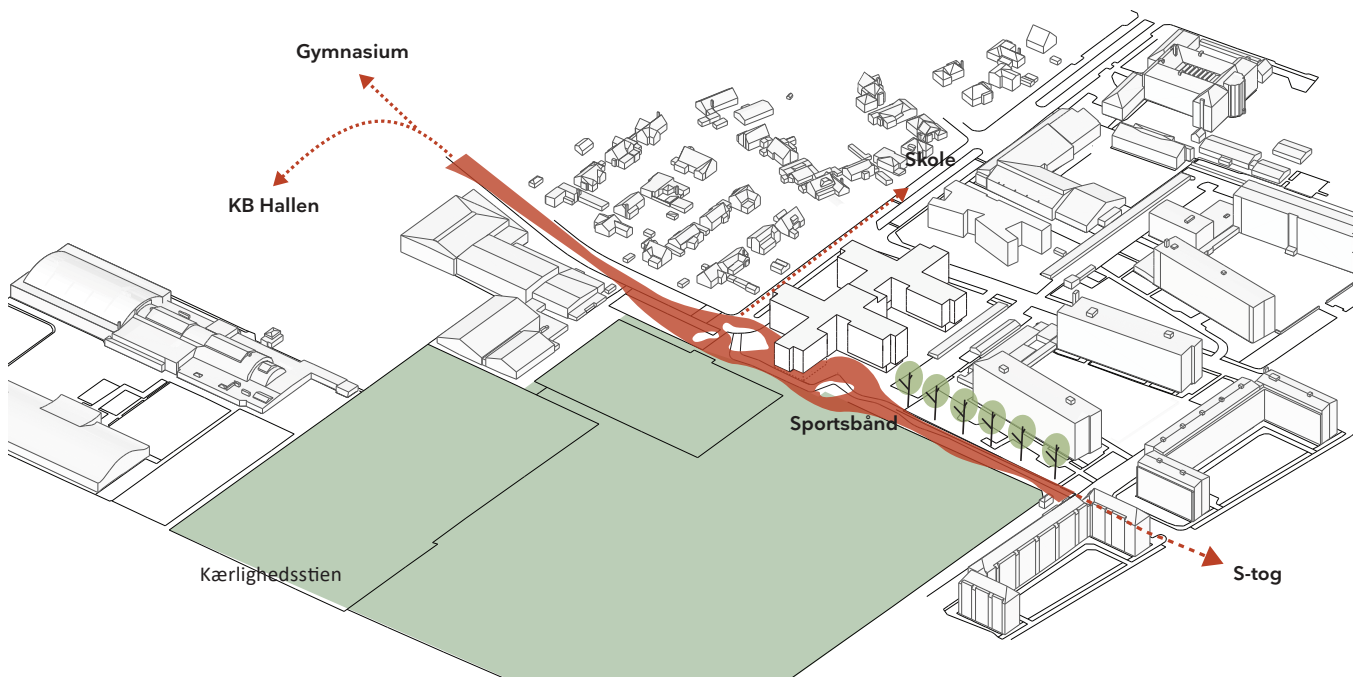 Gymnasium
Skole
KB Hallen
Sportsbånd
Kærlighedsstien
S-tog